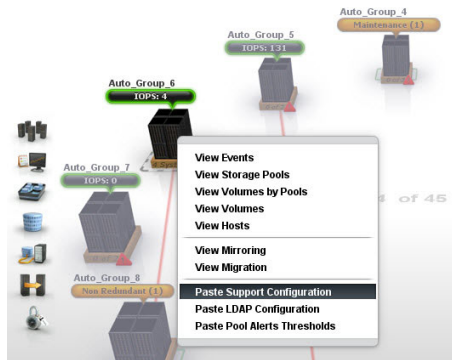 Auto_Group_4
Maintenance (1)
Auto_Group_5
IOPS: 131
Auto_Group_6
IOPS: 4
Auto_Group_7
IOPS: 0
Auto_Group_8
Non Redundant (1)
of 45
View Events
View Storage Pools
View Volumes by Pools
View Volumes
View Hosts
View Mirroring
View Migration
Paste Support Configuration
Paste LDAP Configuration
Paste Pool Alerts Thresholds